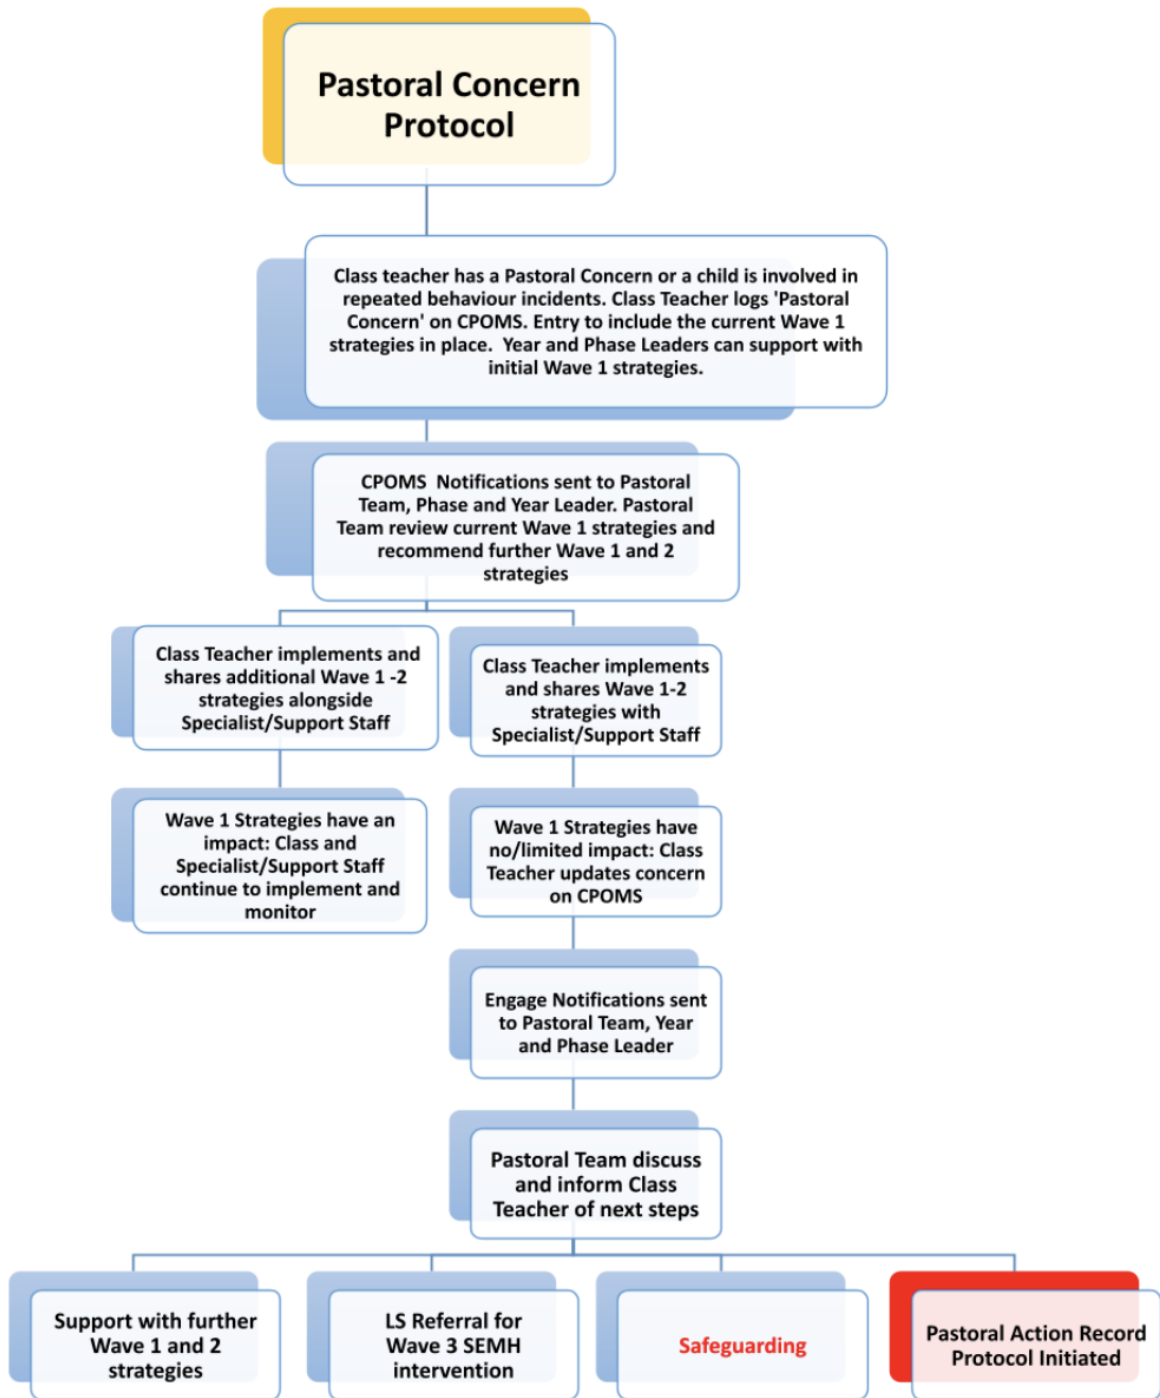 Pastoral Concern
Protocol
Class teacher has a Pastoral Concern or a child is involved in
repeated behaviour incidents. Class Teacher logs 'Pastoral
Concern' on CPOMS. Entry to include the current Wave 1
strategies in place.  Year and Phase Leaders can support with
initial Wave 1 strategies.
CPOMS  Notifications sent to Pastoral
Team, Phase and Year Leader. Pastoral
Team review current Wave 1 strategies and
recommend further Wave 1 and 2
strategies
Class Teacher implements and
shares additional Wave 1 -2
strategies alongside
Specialist/Support Staff
Wave 1 Strategies have an
impact: Class and
Specialist/Support Staff
continue to implement and
monitor
Class Teacher implements
and shares Wave 1-2
strategies with
Specialist/Support Staff
Wave 1 Strategies have
no/limited impact: Class
Teacher updates concern
on CPOMS
Engage Notifications sent
to Pastoral Team, Year
and Phase Leader
Pastoral Team discuss
and inform Class
Teacher of next steps
Support with further
Wave 1 and 2
strategies
LS Referral for
Wave 3 SEMH
intervention
Safeguarding
Pastoral Action Record
Protocol Initiated